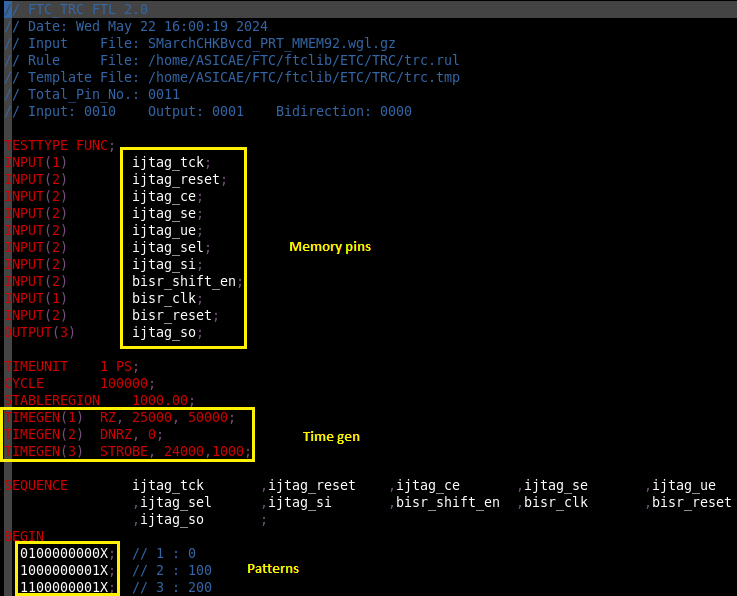 // FTC TRC FTL 2.0
// Date: Wed May 22 16:00:19 2024
// Input    File: SMarchCHKBvcd_PRT_MMEM92.wgl.gz
// Rule     File: /home/ASICAE/FTC/ftclib/ETC/TRC/trc.rul
// Template File: /home/ASICAE/FTC/ftclib/ETC/TRC/trc.tmp
// Total_Pin_No.: 0011
// Input: 0010    Output: 0001    Bidirection: 0000
TESTTYPE FUNC;
INPUT(1)        ijtag_tck;
INPUT(2)        ijtag_reset;
INPUT(2)        ijtag_ce;
INPUT(2)        ijtag_se;
INPUT(2)        ijtag_ue;
INPUT(2)        ijtag_sel;
INPUT(2)        ijtag_si;
INPUT(2)        bisr_shift_en;
INPUT(1)        bisr_clk;
INPUT(2)        bisr_reset;
OUTPUT(3)       ijtag_so;
Memory pins
TIMEUNIT    1 PS;
CYCLE       100000;
STABLEREGION    1000.00;
TIMEGEN(1)  RZ, 25000, 50000;
TIMEGEN(2)  DNRZ, 0;
TIMEGEN(3)  STROBE, 24000,1000;
Time gen
SEQUENCE        ijtag_tck       ,ijtag_reset    ,ijtag_ce       ,ijtag_se       ,ijtag_ue
,ijtag_sel      ,ijtag_si       ,bisr_shift_en  ,bisr_clk       ,bisr_reset
,ijtag_so       ;
BEGIN
0100000000X;  // 1 : 0
1000000001X;  // 2 : 100
1100000001X;  // 3 : 200
Patterns